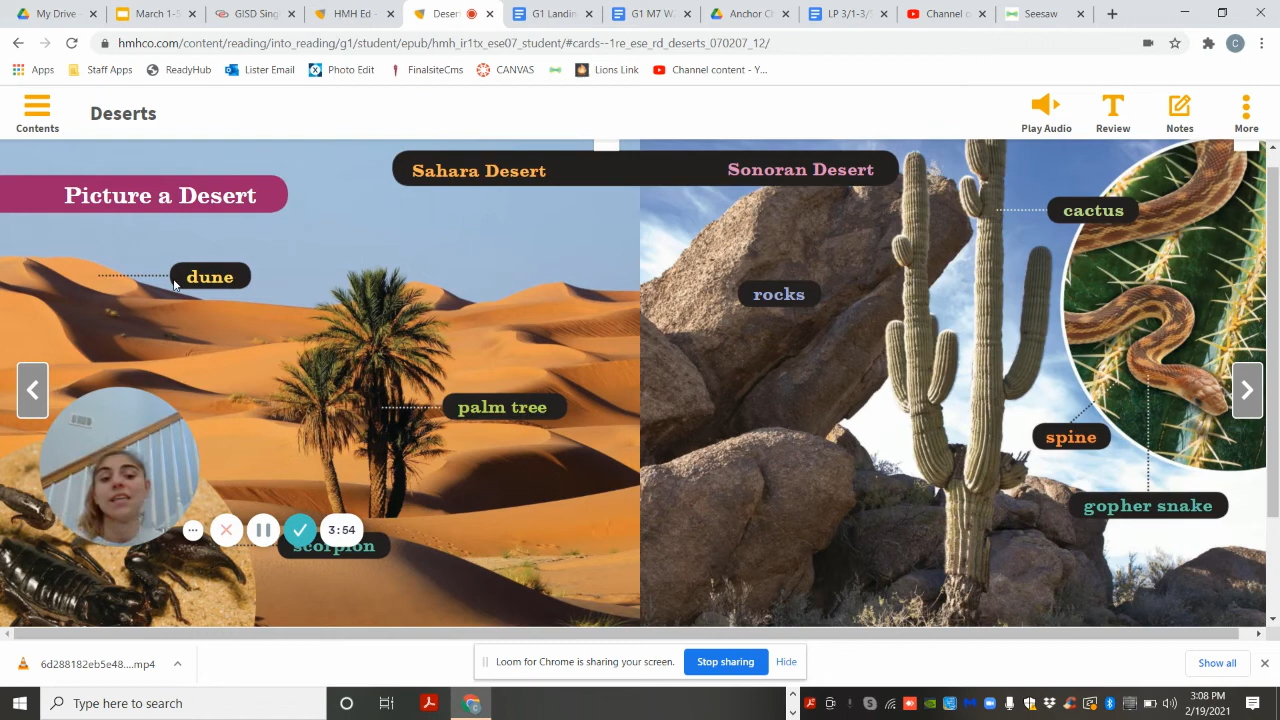 My Drive -
March 1-5
GISD Sing
HMH Ed -
Desert
G1 Landin
G1 M7 W
Anchor C
LP 3/1-3/5
Channel c
Seesaw
hmhco.com/content/reading/into_reading/g1/student/epub/hmh_ir1tx_ese07_student/#cards--1re_ese_rd_deserts_070207_12/
C
Apps
Staff Apps
ReadyHub
Lister Email
Photo Edit
FinalsiteCms
CANVAS
Lions Link
Channel content - Y...
Contents
Deserts
Play Audio
Review
Notes
More
Picture a Desert
Sahara Desert
Sonoran Desert
dune
cactus
rocks
palm tree
spine
gopher snake
scorpion
3:54
6d288182eb5e48....mp4
Loom for Chrome is sharing your screen.
Stop sharing
Hide
Show all
Type here to search
3:08 PM
2/19/2021